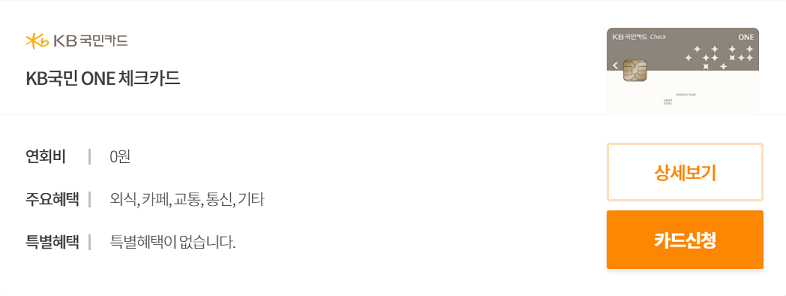 KB 국민카드
KB국민 ONE 체크카드
KB국민카드 Check
ONE
연회비 0원
주요혜택 외식, 카페, 교통, 통신, 기타
특별혜택 특별혜택이 없습니다.
상세보기
카드신청